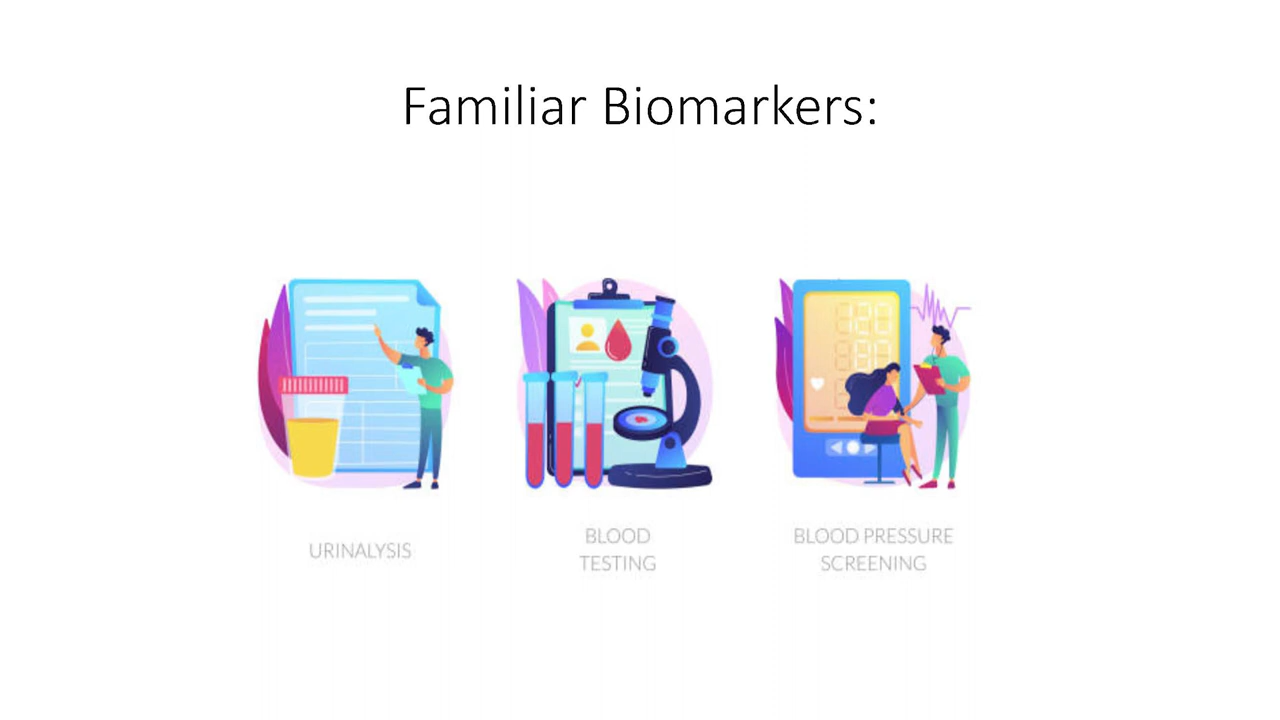 Familiar Biomarkers:
URINALYSIS
BLOOD
TESTING
BLOOD PRESSURE
SCREENING